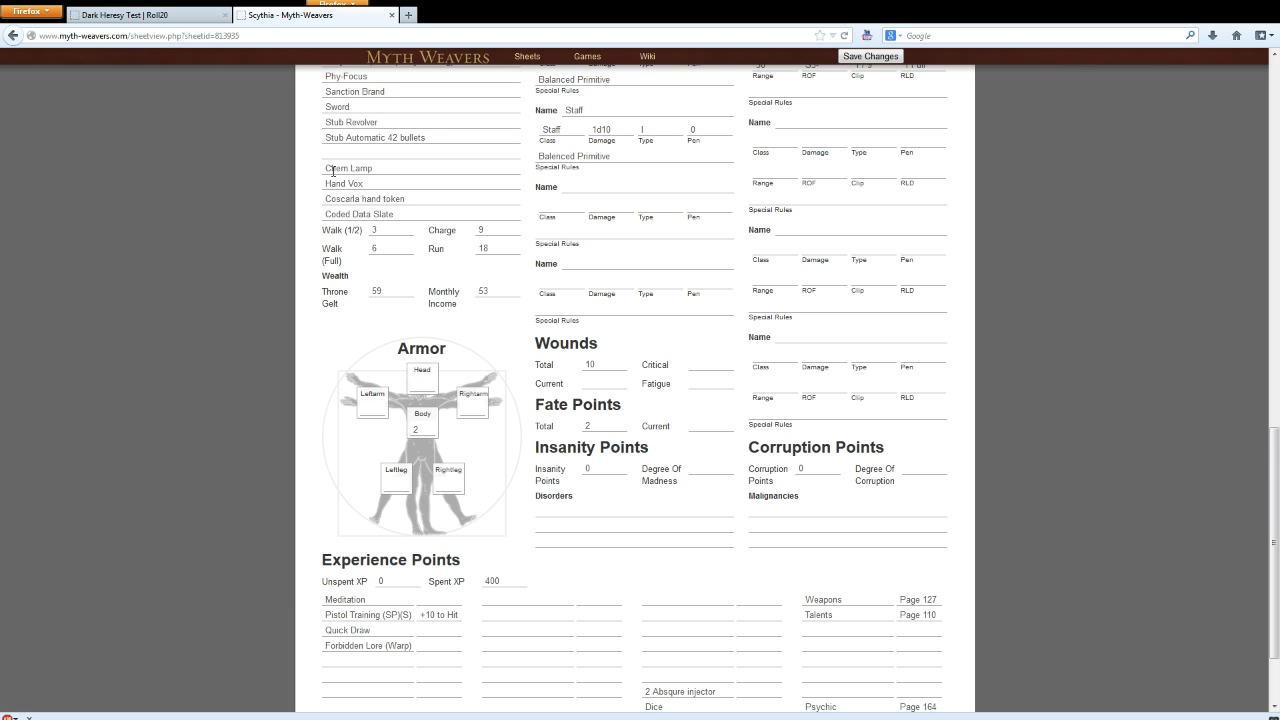 Firefox
Dark Heresy Test | Roll20
Scythia - Myth-Weavers
www.myth-weavers.com/sheetview.php?sheetid=813935
Google
MYTH WEAVERS Sheets Games Wiki Save Changes
Phy-Focus
Sanction Brand
Sword
Stub Revolver
Stub Automatic 42 bullets
Chem Lamp
Hand Vox
Coscarla hand token
Coded Data Slate
Walk (1/2) 3 Charge 9
Walk (Full) 6 Run 18
Wealth
Throne Gelt 59 Monthly Income 53
Armor
Head
Leftarm Rightarm
Body
2
Leftleg Rightleg
Balanced Primitive
Special Rules
Name Staff
Staff 1d10 I 0
Class Damage Type Pen
Balenced Primitive
Special Rules
Name
Class Damage Type Pen
Special Rules
Name
Class Damage Type Pen
Special Rules
Wounds
Total 10 Critical
Current Fatigue
Fate Points
Total 2 Current
Insanity Points
Insanity Points 0 Degree Of Madness
Disorders
Range ROF Clip RLD
Special Rules
Name
Class Damage Type Pen
Range ROF Clip RLD
Special Rules
Name
Class Damage Type Pen
Range ROF Clip RLD
Special Rules
Name
Class Damage Type Pen
Range ROF Clip RLD
Special Rules
Corruption Points
Corruption Points 0 Degree Of Corruption
Malignancies
Experience Points
Unspent XP 0 Spent XP 400
Meditation Weapons Page 127
Pistol Training (SP)(S) +10 to Hit Talents Page 110
Quick Draw
Forbidden Lore (Warp)
2 Absqure injector
Dice Psychic Page 164